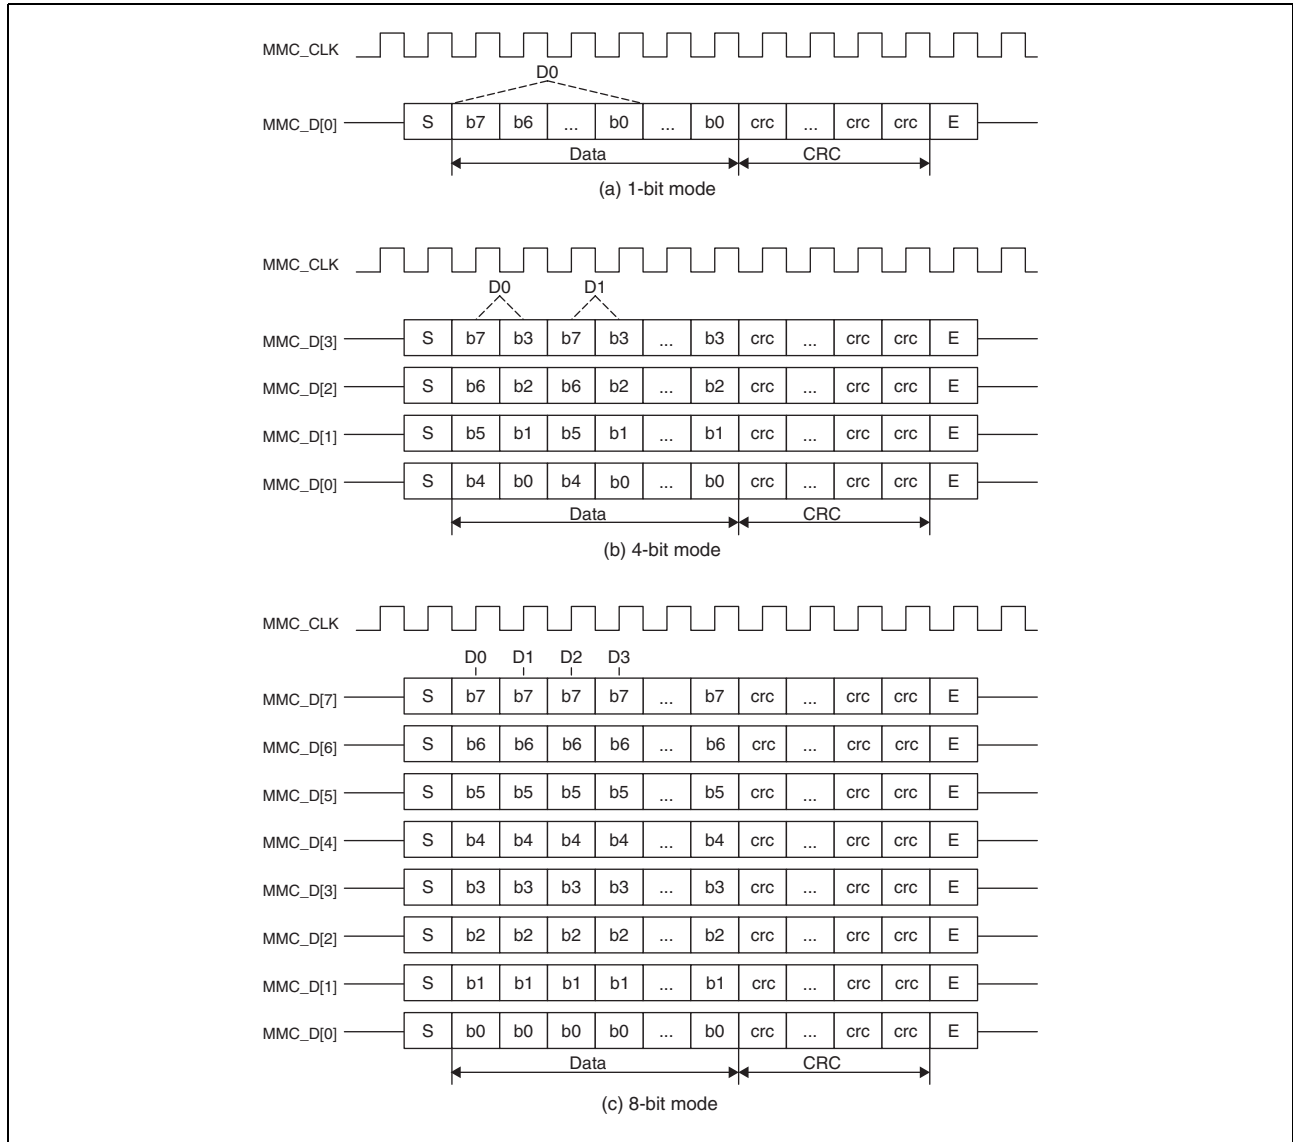 MMC_CLK
D0
MMC_D[0] S b7 b6 ... b0 ... b0 crc ... crc crc E
Data CRC
(a) 1-bit mode
MMC_CLK
D0 D1
MMC_D[3] S b7 b3 b7 b3 ... b3 crc ... crc crc E
MMC_D[2] S b6 b2 b6 b2 ... b2 crc ... crc crc E
MMC_D[1] S b5 b1 b5 b1 ... b1 crc ... crc crc E
MMC_D[0] S b4 b0 b4 b0 ... b0 crc ... crc crc E
Data CRC
(b) 4-bit mode
MMC_CLK
D0 D1 D2 D3
MMC_D[7] S b7 b7 b7 b7 ... b7 crc ... crc crc E
MMC_D[6] S b6 b6 b6 b6 ... b6 crc ... crc crc E
MMC_D[5] S b5 b5 b5 b5 ... b5 crc ... crc crc E
MMC_D[4] S b4 b4 b4 b4 ... b4 crc ... crc crc E
MMC_D[3] S b3 b3 b3 b3 ... b3 crc ... crc crc E
MMC_D[2] S b2 b2 b2 b2 ... b2 crc ... crc crc E
MMC_D[1] S b1 b1 b1 b1 ... b1 crc ... crc crc E
MMC_D[0] S b0 b0 b0 b0 ... b0 crc ... crc crc E
Data CRC
(c) 8-bit mode